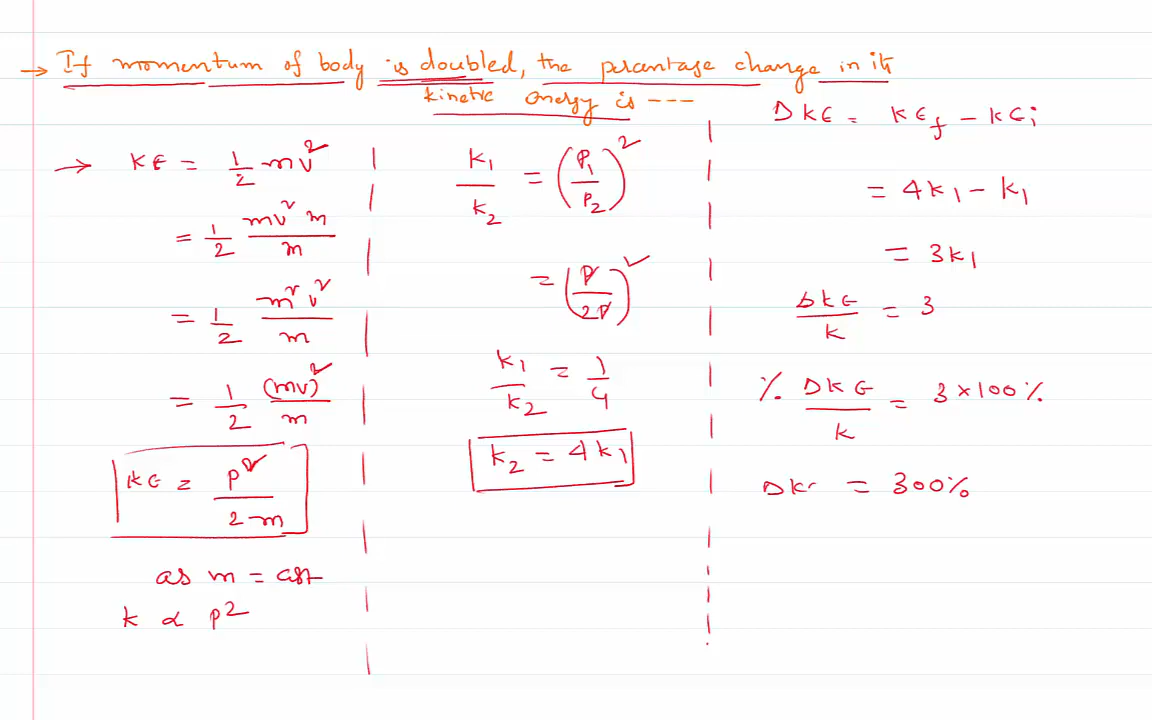 → If momentum of body is doubled, the percentage change in its
kinetic energy is ---
→ KE = 1/2 mv²
= 1/2 mv² m / m
= 1/2 m² v² / m
= 1/2 (mv)² / m
KE = p² / 2m
as m = cst
k ∝ p²
k₁ / k₂ = (P₁ / P₂)²
= (P / 2P)²
k₁ / k₂ = 1/4
k₂ = 4k₁
ΔKE = KEf - KEi
= 4k₁ - k₁
= 3k₁
ΔKE / k = 3
% ΔKE / k = 3×100%
ΔKE = 300%